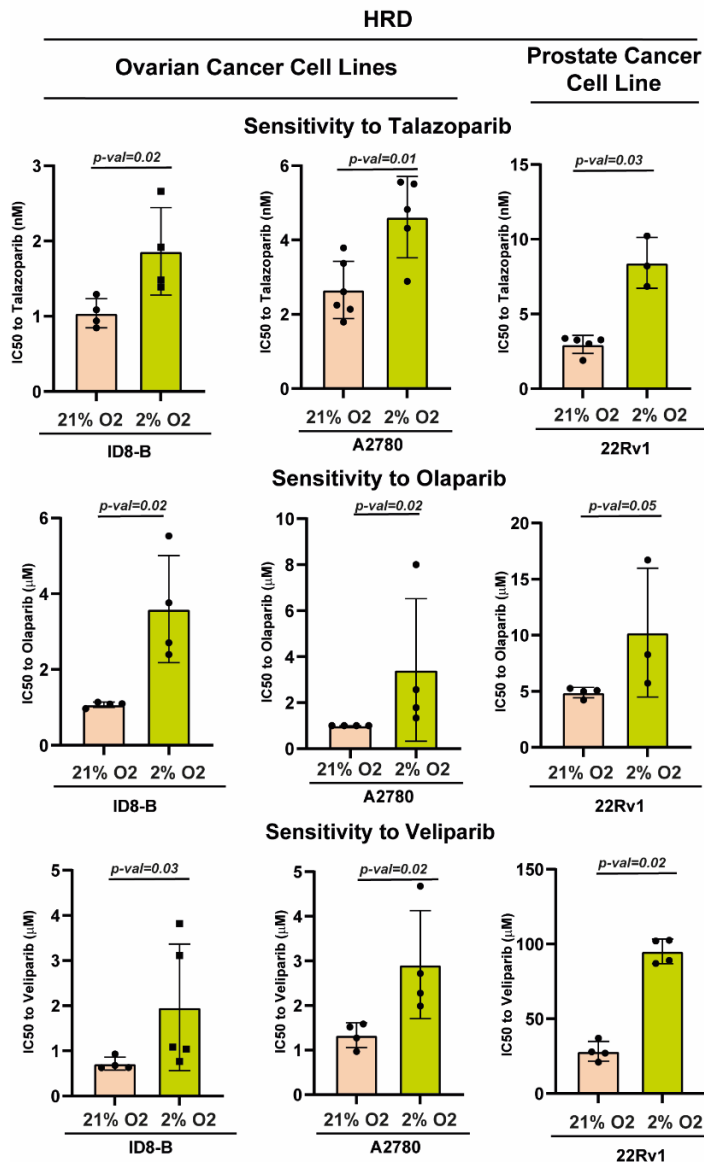 HRD
Ovarian Cancer Cell Lines
Prostate Cancer
Cell Line
Sensitivity to Talazoparib
p-val=0.02
IC50 to Talazoparib (nM)
3
2
1
0
21% O2 2% O2
ID8-B
p-val=0.01
IC50 to Talazoparib (nM)
6
4
2
0
21% O2 2% O2
A2780
p-val=0.03
IC50 to Talazoparib (nM)
15
10
5
0
21% O2 2% O2
22Rv1
Sensitivity to Olaparib
p-val=0.02
IC50 to Olaparib (μM)
6
4
2
0
21% O2 2% O2
ID8-B
p-val=0.02
IC50 to Olaparib (μM)
10
8
6
4
2
0
21% O2 2% O2
A2780
p-val=0.05
IC50 to Olaparib (μM)
20
15
10
5
0
21% O2 2% O2
22Rv1
Sensitivity to Veliparib
p-val=0.03
IC50 to Veliparib (μM)
5
4
3
2
1
0
21% O2 2% O2
ID8-B
p-val=0.02
IC50 to Veliparib (μM)
5
4
3
2
1
0
21% O2 2% O2
A2780
p-val=0.02
IC50 to Veliparib (μM)
150
100
50
0
21% O2 2% O2
22Rv1